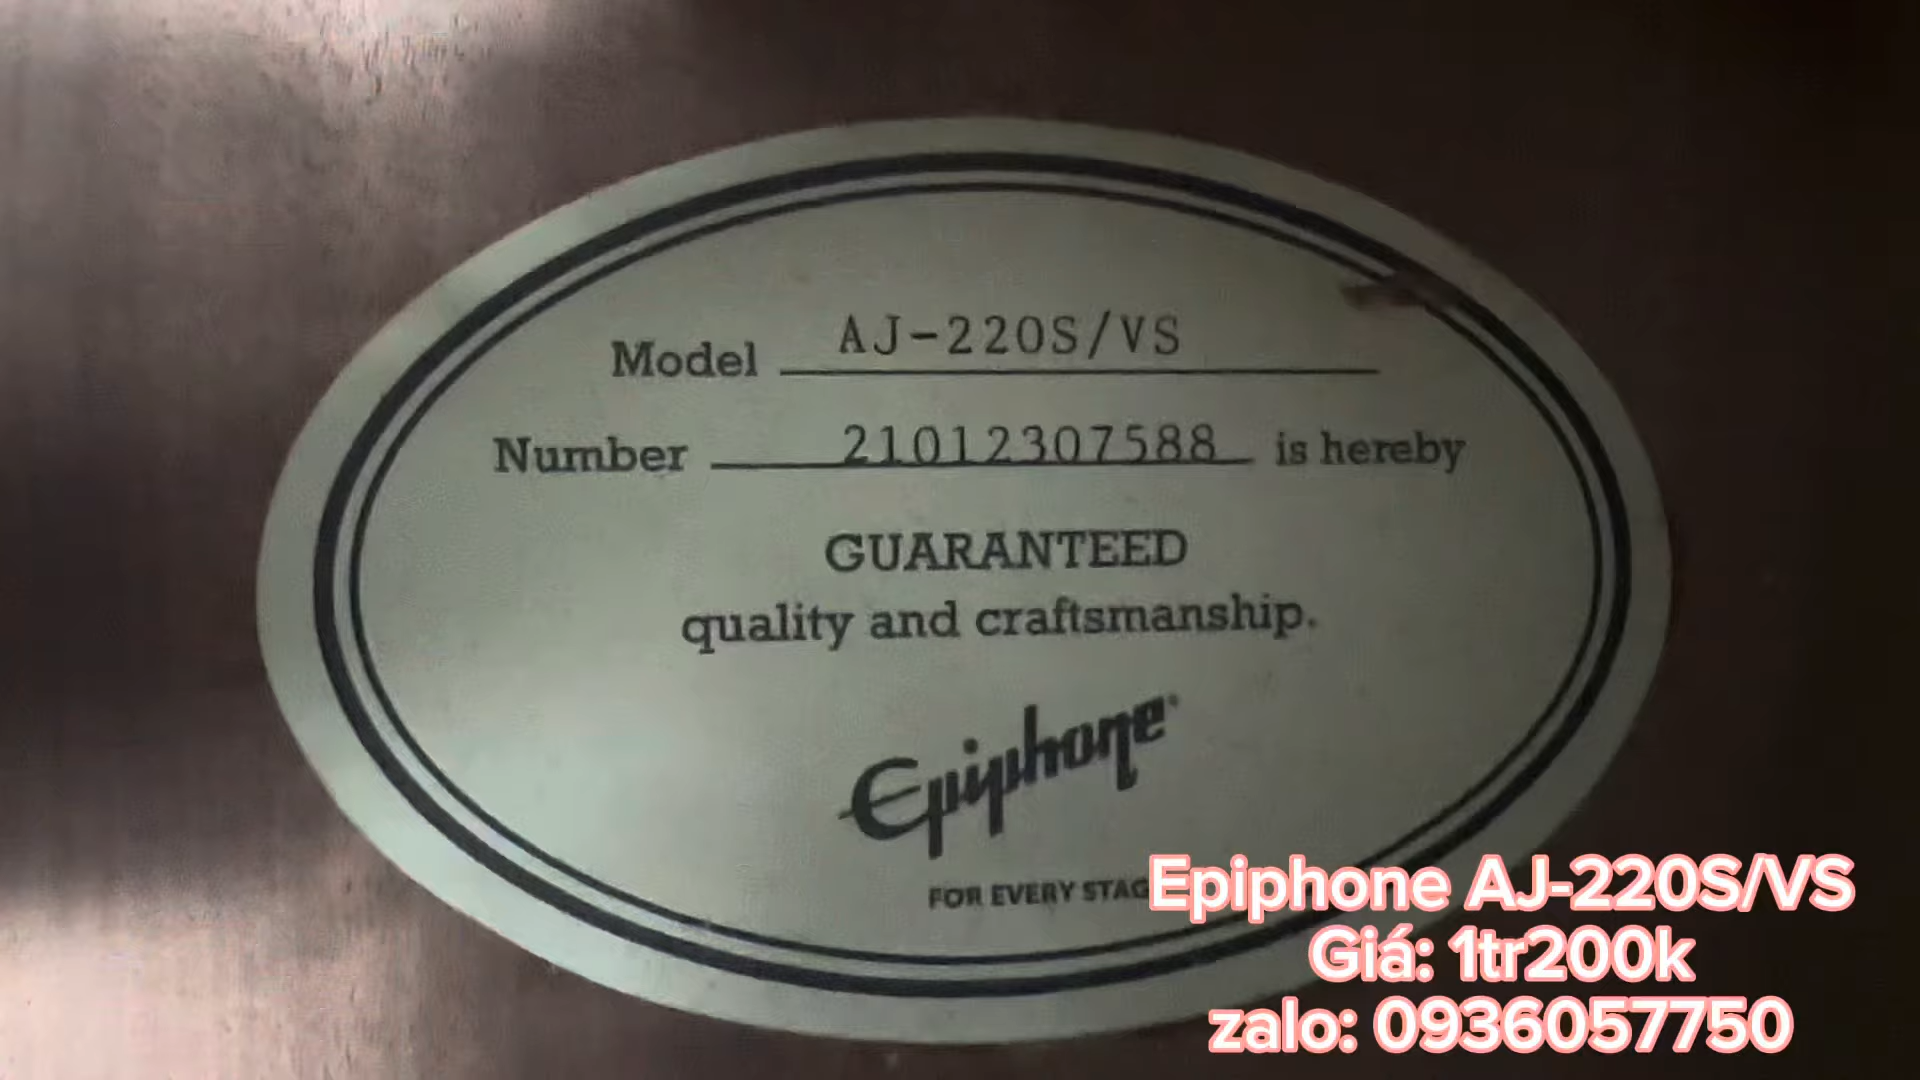 Model AJ-220S/VS
Number 21012307588 is hereby
GUARANTEED
quality and craftsmanship.
Epiphone
FOR EVERY
Epiphone AJ-220S/VS
Giá: 1tr200k
zalo: 0936057750